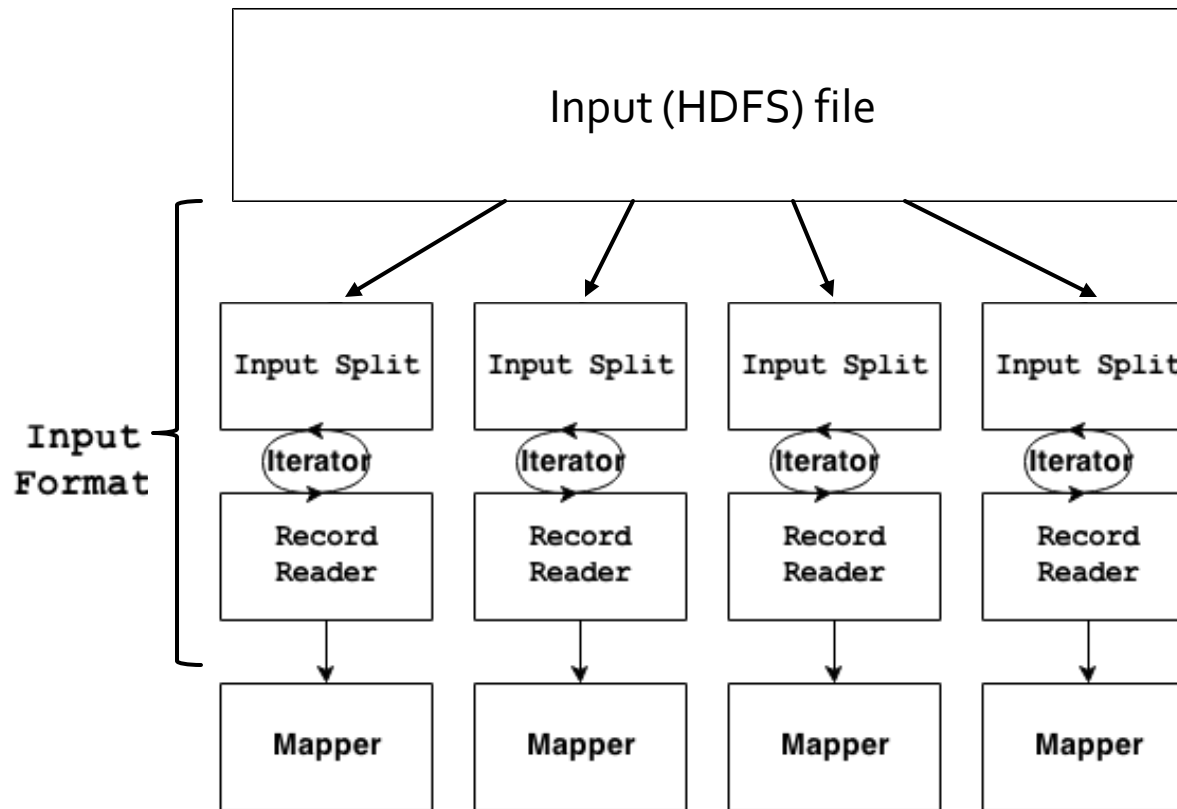 Input (HDFS) file
Input Split
Input Split
Input Split
Input Split
Input
Format
Iterator
Iterator
Iterator
Iterator
Record
Reader
Record
Reader
Record
Reader
Record
Reader
Mapper
Mapper
Mapper
Mapper